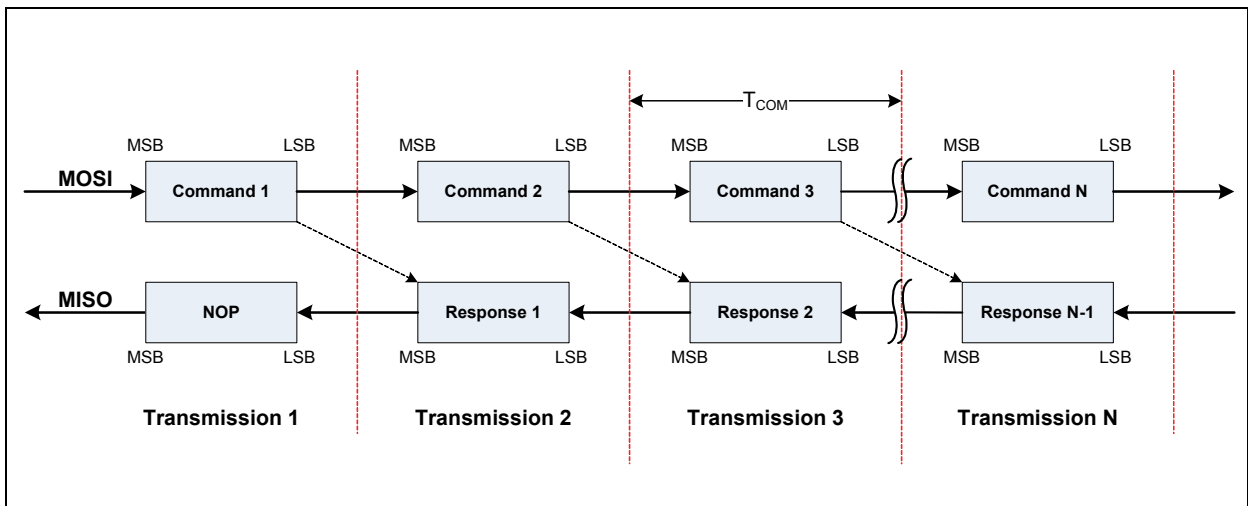 T_COM
MSB LSB MSB LSB MSB LSB MSB LSB
MOSI Command 1 Command 2 Command 3 Command N
MISO NOP Response 1 Response 2 Response N-1
MSB LSB MSB LSB MSB LSB MSB LSB
Transmission 1 Transmission 2 Transmission 3 Transmission N